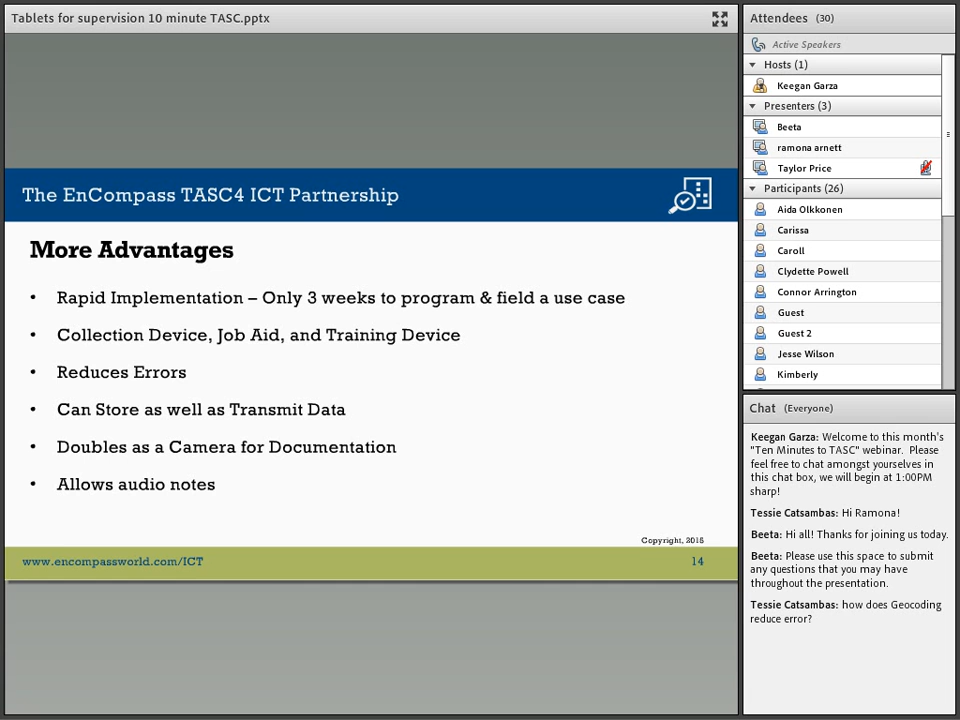 Tablets for supervision 10 minute TASC.pptx
The EnCompass TASC4 ICT Partnership
More Advantages
• Rapid Implementation – Only 3 weeks to program & field a use case
• Collection Device, Job Aid, and Training Device
• Reduces Errors
• Can Store as well as Transmit Data
• Doubles as a Camera for Documentation
• Allows audio notes
Copyright, 2015
www.encompassworld.com/ICT 14
Attendees (30)
Active Speakers
Hosts (1)
Keegan Garza
Presenters (3)
Beeta
ramona arnett
Taylor Price
Participants (26)
Aida Olkkonen
Carissa
Caroll
Clydette Powell
Connor Arrington
Guest
Guest 2
Jesse Wilson
Kimberly
Chat (Everyone)
Keegan Garza: Welcome to this month's
"Ten Minutes to TASC" webinar. Please
feel free to chat amongst yourselves in
this chat box, we will begin at 1:00PM
sharp!
Tessie Catsambas: Hi Ramona!
Beeta: Hi all! Thanks for joining us today.
Beeta: Please use this space to submit
any questions that you may have
throughout the presentation.
Tessie Catsambas: how does Geocoding
reduce error?